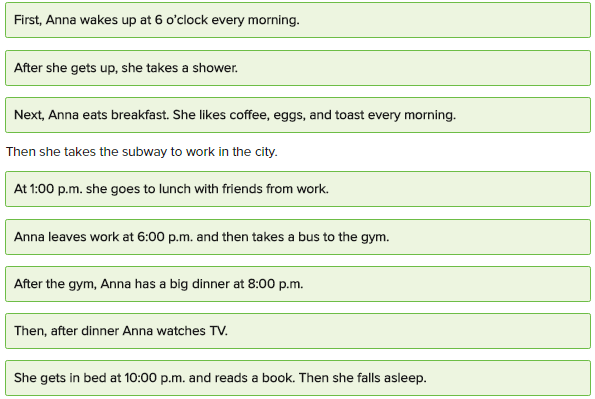 First, Anna wakes up at 6 o'clock every morning.
After she gets up, she takes a shower.
Next, Anna eats breakfast. She likes coffee, eggs, and toast every morning.
Then she takes the subway to work in the city.
At 1:00 p.m. she goes to lunch with friends from work.
Anna leaves work at 6:00 p.m. and then takes a bus to the gym.
After the gym, Anna has a big dinner at 8:00 p.m.
Then, after dinner Anna watches TV.
She gets in bed at 10:00 p.m. and reads a book. Then she falls asleep.